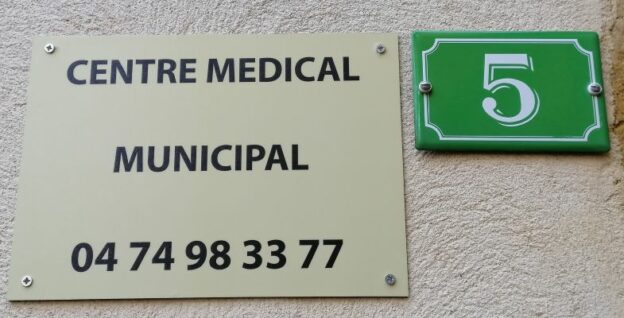 CENTRE MEDICAL
MUNICIPAL
04 74 98 33 77
5